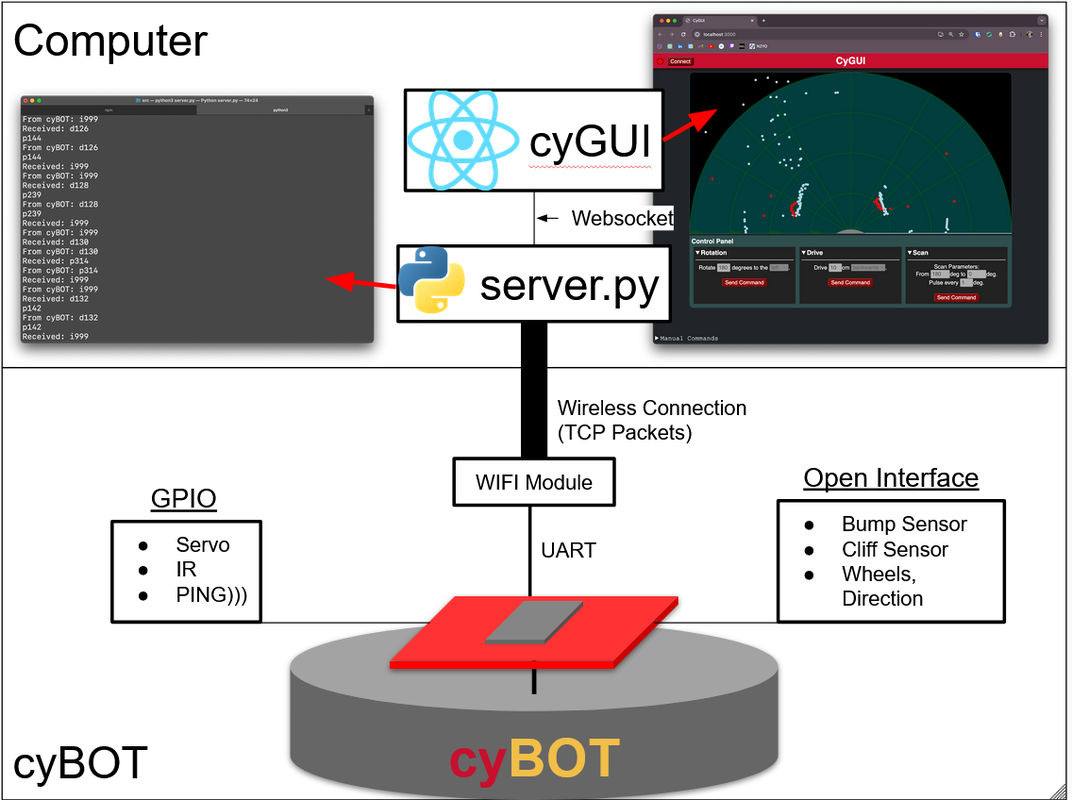 Computer
src — python3 server.py — Python server.py — 74×24
python3
From cyBOT: i999
Received: d126
p144
From cyBOT: d126
p144
Received: i999
From cyBOT: i999
Received: d128
p239
From cyBOT: d128
p239
Received: i999
From cyBOT: i999
Received: d130
From cyBOT: d130
Received: p314
From cyBOT: p314
Received: i999
From cyBOT: i999
Received: d132
p142
From cyBOT: d132
p142
Received: i999
cyGUI
Websocket
server.py
CyGUI
localhost:3000
Connect
CyGUI
Control Panel
▼ Rotation
Rotate 180 degrees to the
Send Command
▼ Drive
Drive 10 cm
Send Command
▼ Scan
Scan Parameters:
From 180 deg to 0 deg.
Pulse every 1 deg.
Send Command
▶ Manual Commands
Wireless Connection
(TCP Packets)
WIFI Module
UART
GPIO
● Servo
● IR
● PING)))
Open Interface
● Bump Sensor
● Cliff Sensor
● Wheels,
Direction
cyBOT
cyBOT